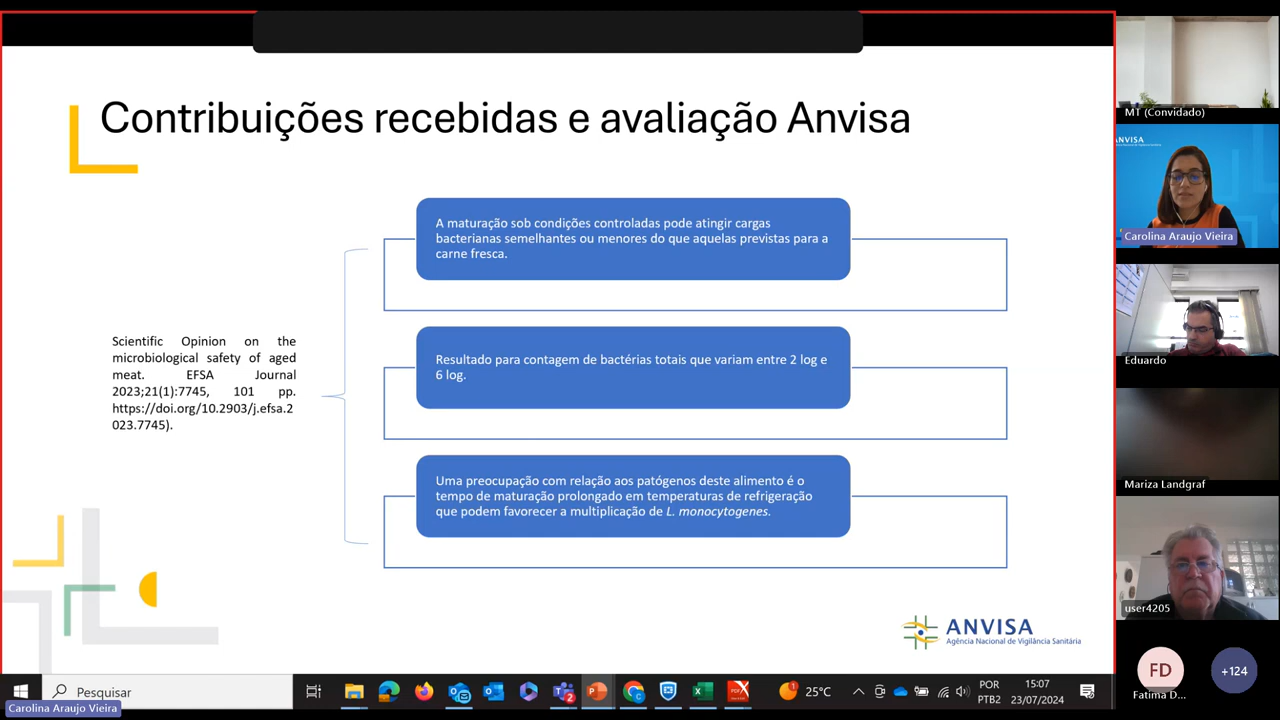 Contribuições recebidas e avaliação Anvisa
A maturação sob condições controladas pode atingir cargas
bacterianas semelhantes ou menores do que aquelas previstas para a
carne fresca.
Scientific Opinion on the
microbiological safety of aged
meat. EFSA Journal
2023;21(1):7745, 101 pp.
https://doi.org/10.2903/j.efsa.2
023.7745).
Resultado para contagem de bactérias totais que variam entre 2 log e
6 log.
Uma preocupação com relação aos patógenos deste alimento é o
tempo de maturação prolongado em temperaturas de refrigeração
que podem favorecer a multiplicação de L. monocytogenes.
ANVISA
Agência Nacional de Vigilância Sanitária
MT (Convidado)
ANVISA
Carolina Araujo Vieira
Eduardo
Mariza Landgraf
user4205
FD
Fatima D...
+124
Pesquisar
1
25°C
POR
PTB2
15:07
23/07/2024
Carolina Araujo Vieira